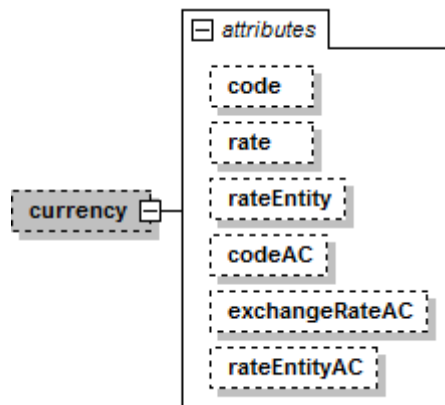 attributes
code
rate
rateEntity
currency
codeAC
exchangeRateAC
rateEntityAC